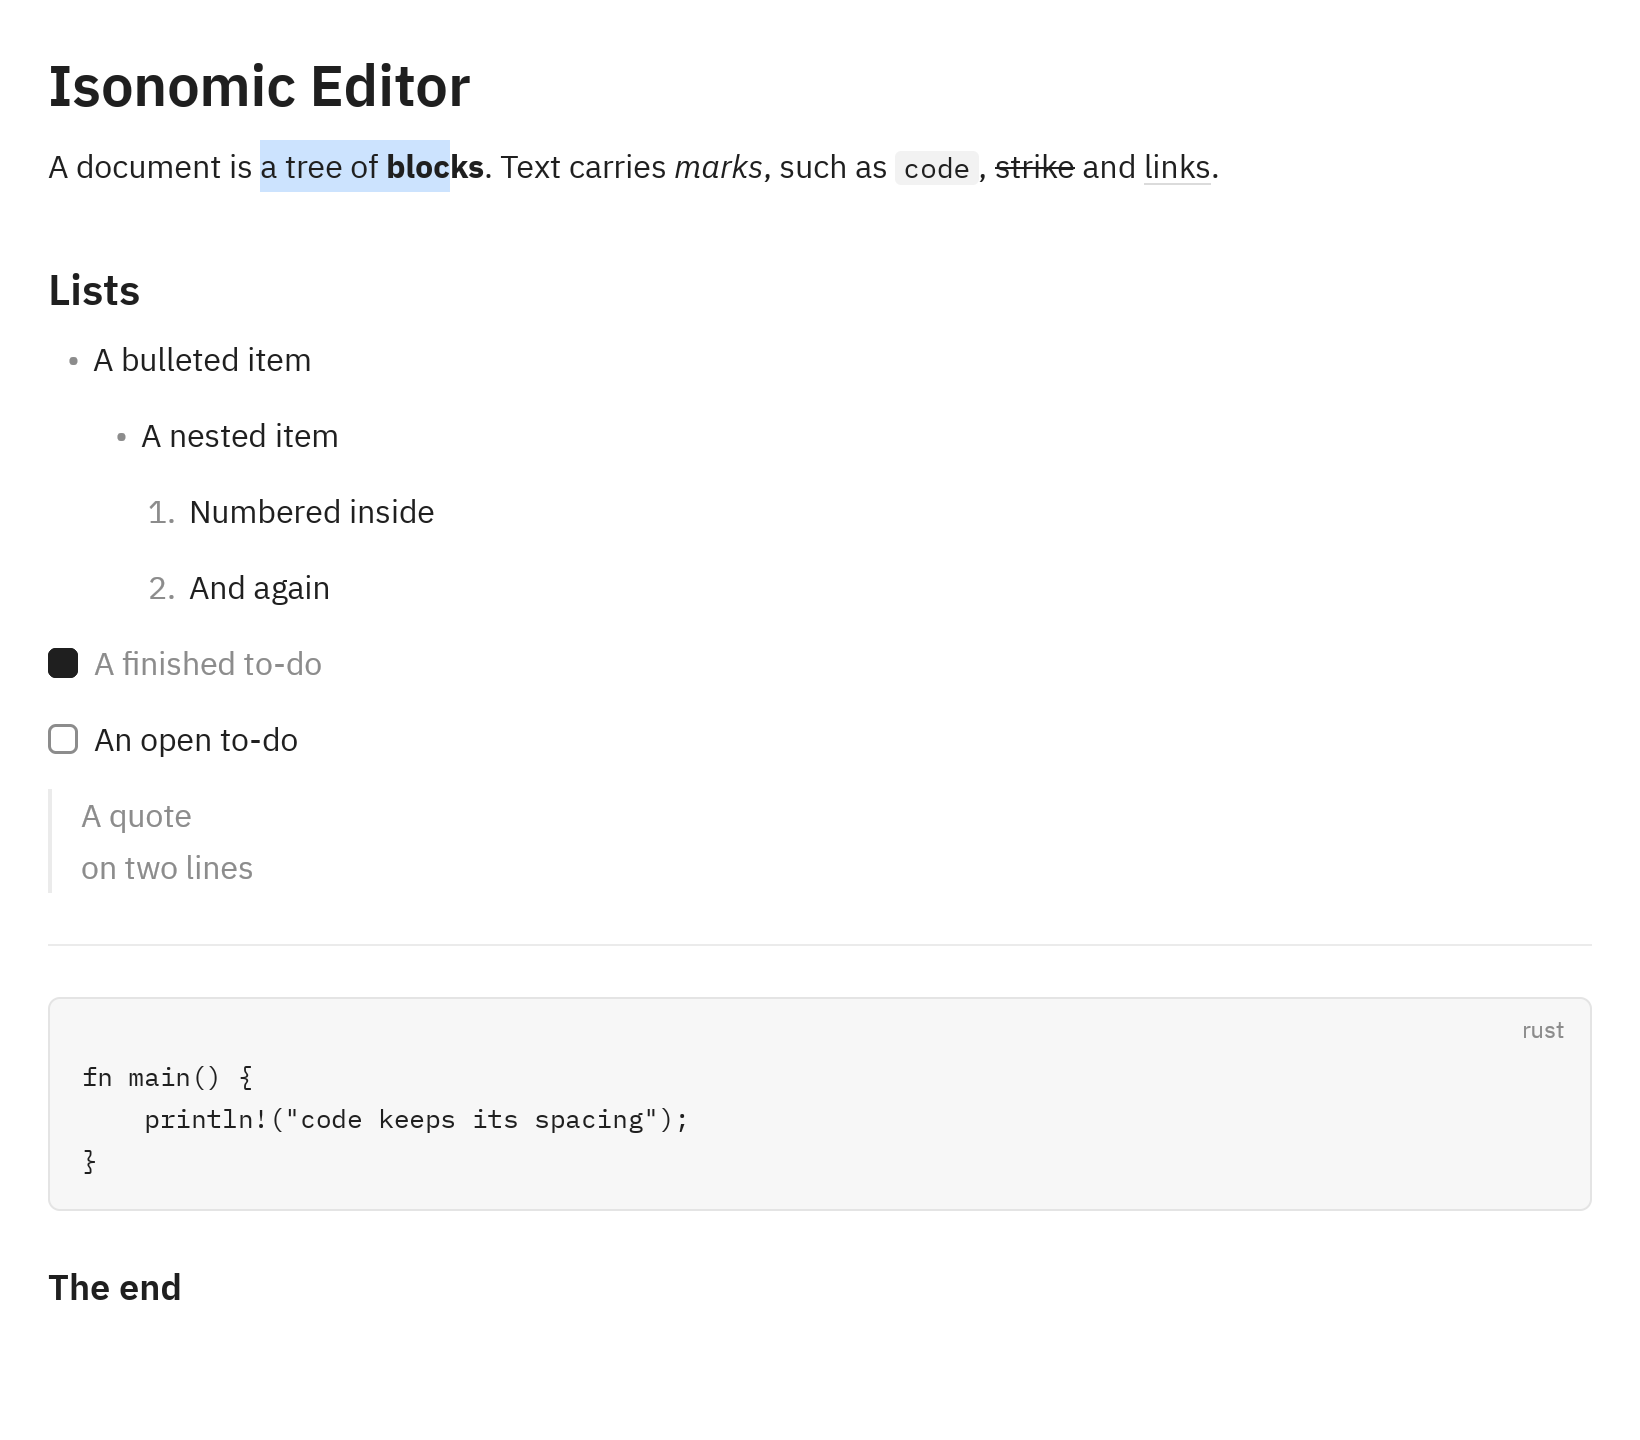 Isonomic Editor
A document is a tree of blocks. Text carries marks, such as code, strike and links.
Lists
• A bulleted item
• A nested item
1. Numbered inside
2. And again
A finished to-do
An open to-do
A quote
on two lines
rust
fn main() {
    println!("code keeps its spacing");
}
The end